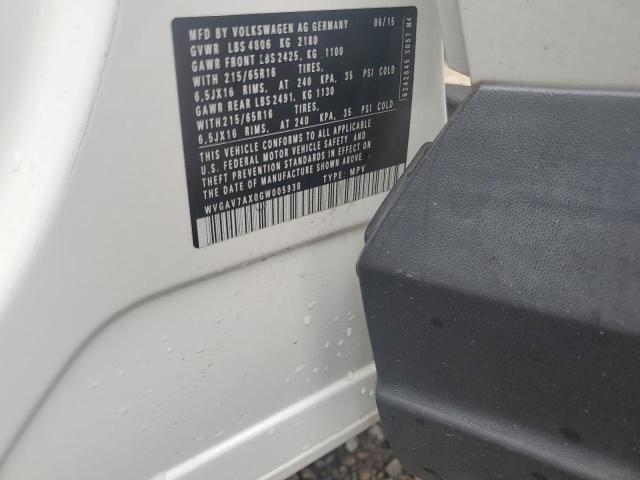 MFD BY VOLKSWAGEN AG GERMANY 06/15
GVWR LBS 4806 KG 2180
GAWR FRONT LBS 2425, KG 1100
WITH 215/65R16 TIRES,
6,5JX16 RIMS, AT 240 KPA, 35 PSI COLD
GAWR REAR LBS 2491, KG 1130
WITH 215/65R16 TIRES,
6,5JX16 RIMS, AT 240 KPA, 35 PSI COLD
THIS VEHICLE CONFORMS TO ALL APPLICABLE
U.S. FEDERAL MOTOR VEHICLE SAFETY AND
THEFT PREVENTION STANDARDS IN EFFECT ON
THE DATE OF MANUFACTURE SHOWN ABOVE.
WVGAV7AX0GW005938 TYPE: MPV
6242645 3057 M4